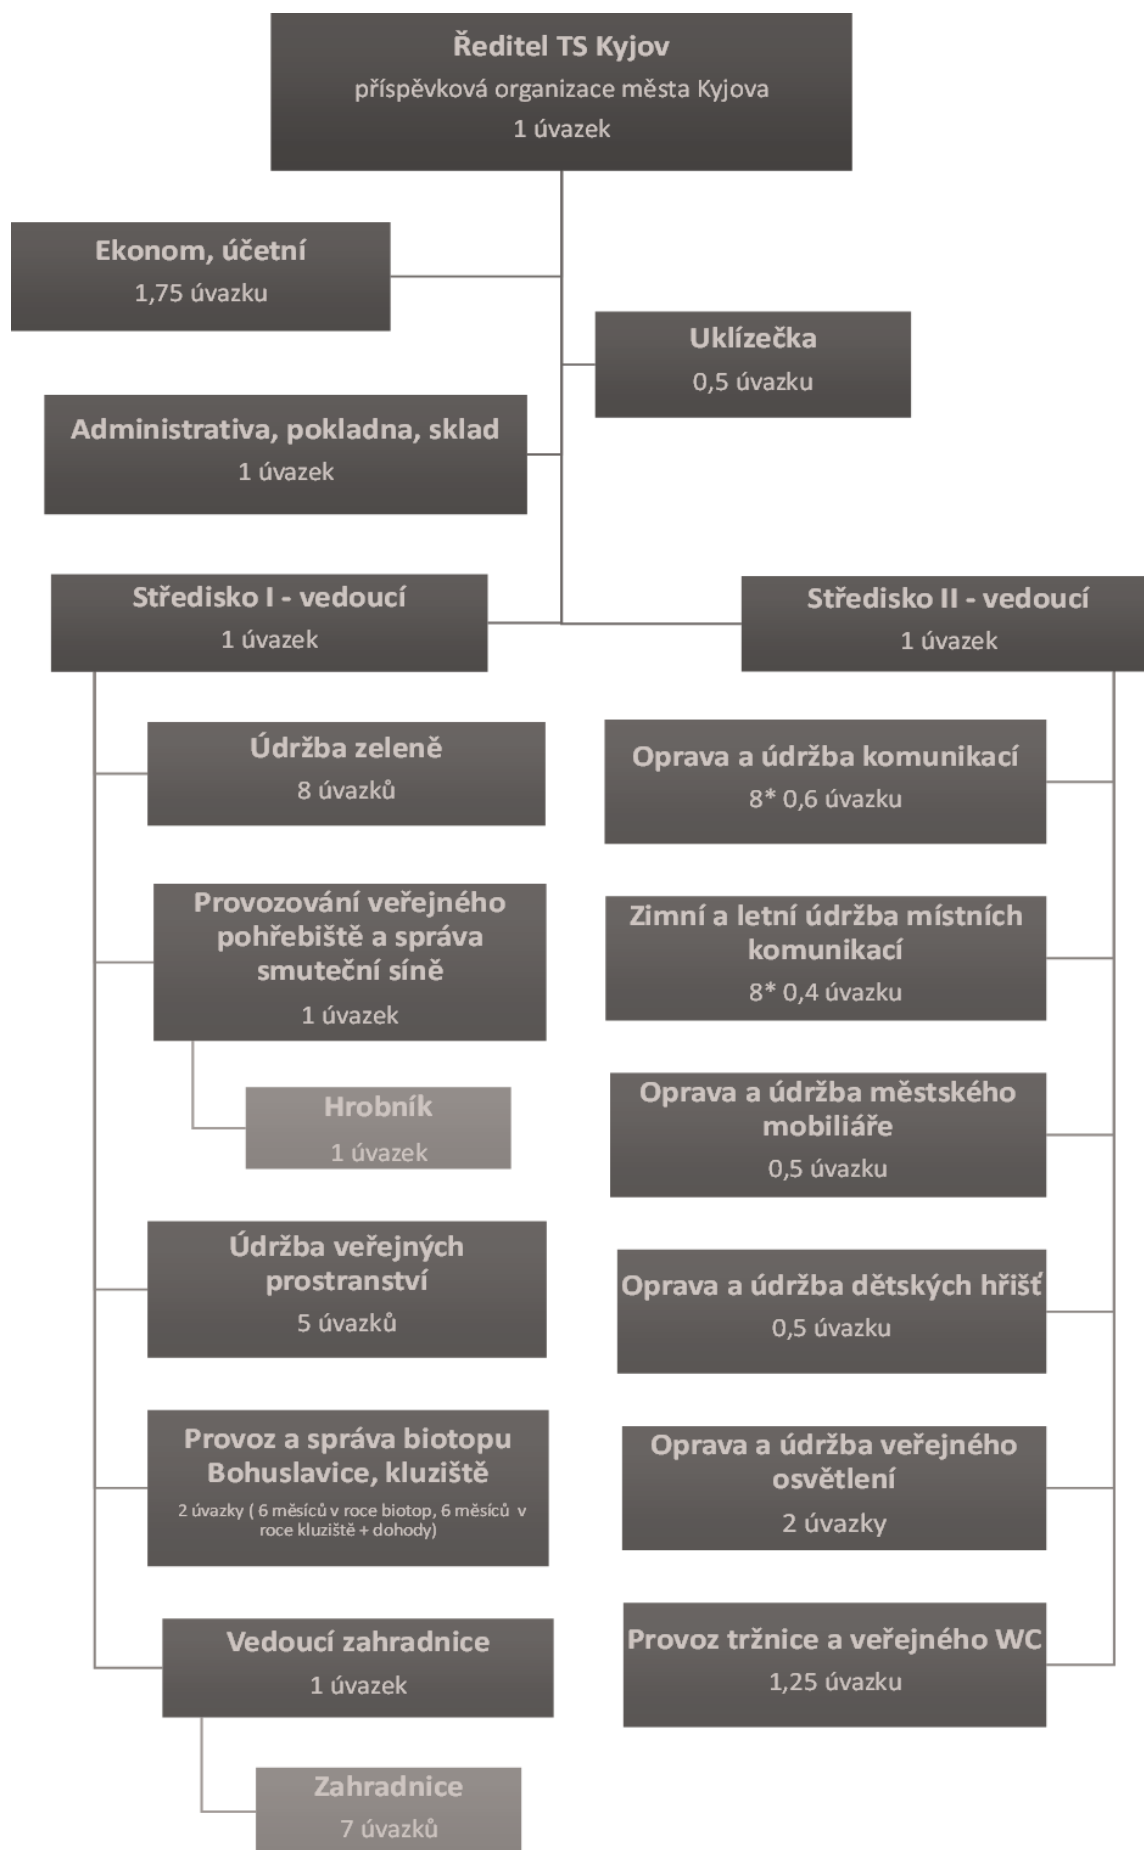 Ředitel TS Kyjov
příspěvková organizace města Kyjova
1 úvazek
Ekonom, účetní
1,75 úvazku
Uklízečka
0,5 úvazku
Administrativa, pokladna, sklad
1 úvazek
Středisko I - vedoucí
1 úvazek
Údržba zeleně
8 úvazků
Provozování veřejného
pohřebiště a správa
smuteční síně
1 úvazek
Hrobník
1 úvazek
Údržba veřejných
prostranství
5 úvazků
Provoz a správa biotopu
Bohuslavice, kluziště
2 úvazky ( 6 měsíců v roce biotop, 6 měsíců v
roce kluziště + dohody)
Vedoucí zahradnice
1 úvazek
Zahradnice
7 úvazků
Středisko II - vedoucí
1 úvazek
Oprava a údržba komunikací
8* 0,6 úvazku
Zimní a letní údržba místních
komunikací
8* 0,4 úvazku
Oprava a údržba městského
mobiliáře
0,5 úvazku
Oprava a údržba dětských hřišť
0,5 úvazku
Oprava a údržba veřejného
osvětlení
2 úvazky
Provoz tržnice a veřejného WC
1,25 úvazku